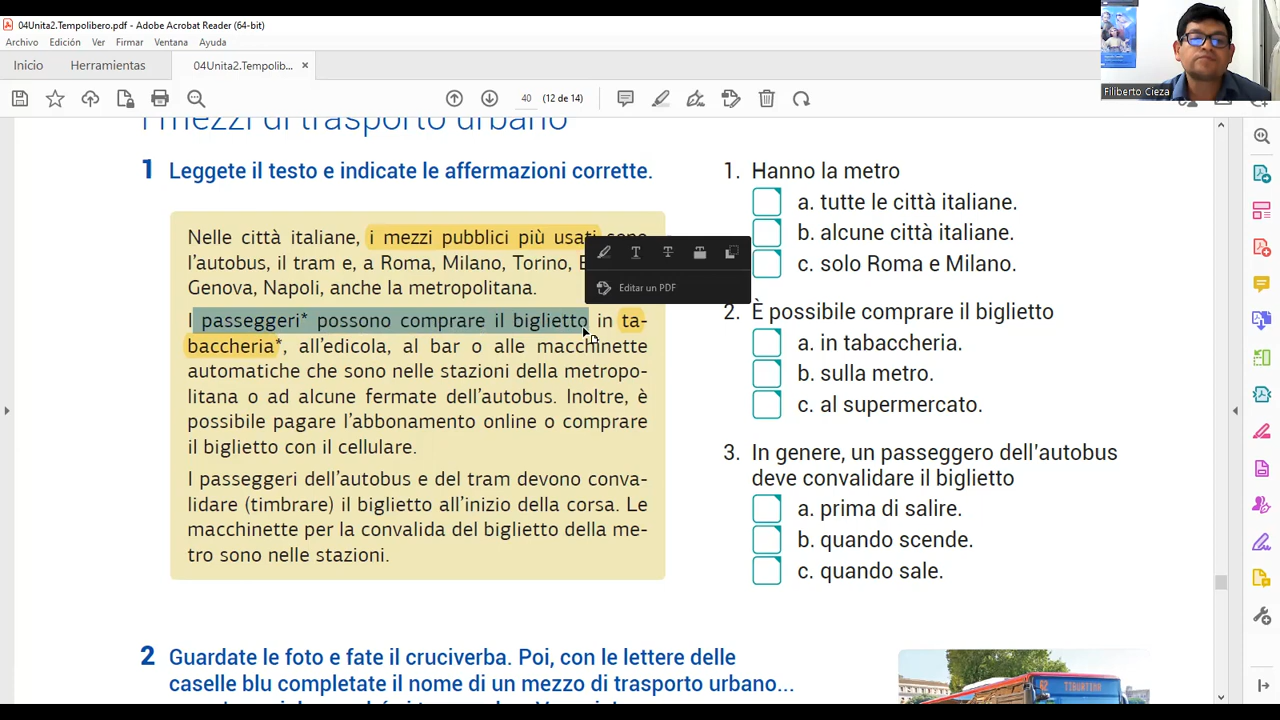 04Unita2.Tempolibero.pdf - Adobe Acrobat Reader (64-bit)
Archivo Edición Ver Firmar Ventana Ayuda
Inicio Herramientas 04Unita2.Tempolib... ×
40 (12 de 14)
Filiberto Cieza
I mezzi di trasporto urbano
1 Leggete il testo e indicate le affermazioni corrette.
Nelle città italiane, i mezzi pubblici più usati sono
l'autobus, il tram e, a Roma, Milano, Torino,
Genova, Napoli, anche la metropolitana.
I passeggeri* possono comprare il biglietto in ta-
baccheria*, all'edicola, al bar o alle macchinette
automatiche che sono nelle stazioni della metropo-
litana o ad alcune fermate dell'autobus. Inoltre, è
possibile pagare l'abbonamento online o comprare
il biglietto con il cellulare.
I passeggeri dell'autobus e del tram devono conva-
lidare (timbrare) il biglietto all'inizio della corsa. Le
macchinette per la convalida del biglietto della me-
tro sono nelle stazioni.
Editar un PDF
1. Hanno la metro
a. tutte le città italiane.
b. alcune città italiane.
c. solo Roma e Milano.
2. È possibile comprare il biglietto
a. in tabaccheria.
b. sulla metro.
c. al supermercato.
3. In genere, un passeggero dell'autobus
deve convalidare il biglietto
a. prima di salire.
b. quando scende.
c. quando sale.
2 Guardate le foto e fate il cruciverba. Poi, con le lettere delle
caselle blu completate il nome di un mezzo di trasporto urbano...
62 TIBURTINA